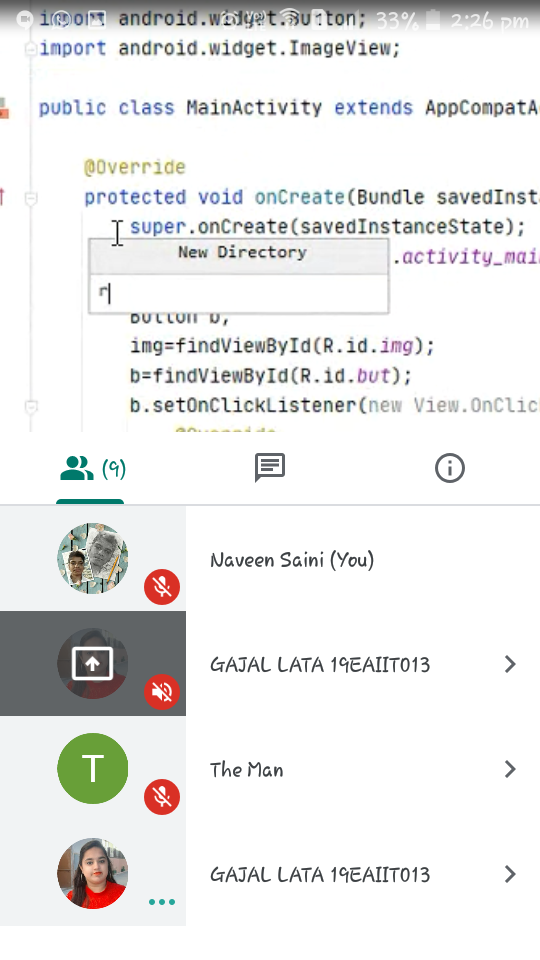 import android.widget.Button;
33% 2:26 pm
import android.widget.ImageView;
public class MainActivity extends AppCompatA
@Override
protected void onCreate(Bundle savedInst
super.onCreate(savedInstanceState);
New Directory
.activity_mai
r
Button b;
img=findViewById(R.id.img);
b=findViewById(R.id.but);
b.setOnClickListener(new View.OnClic
@Override
(9)
Naveen Saini (You)
GAJAL LATA 19EAIIT013
T
The Man
GAJAL LATA 19EAIIT013